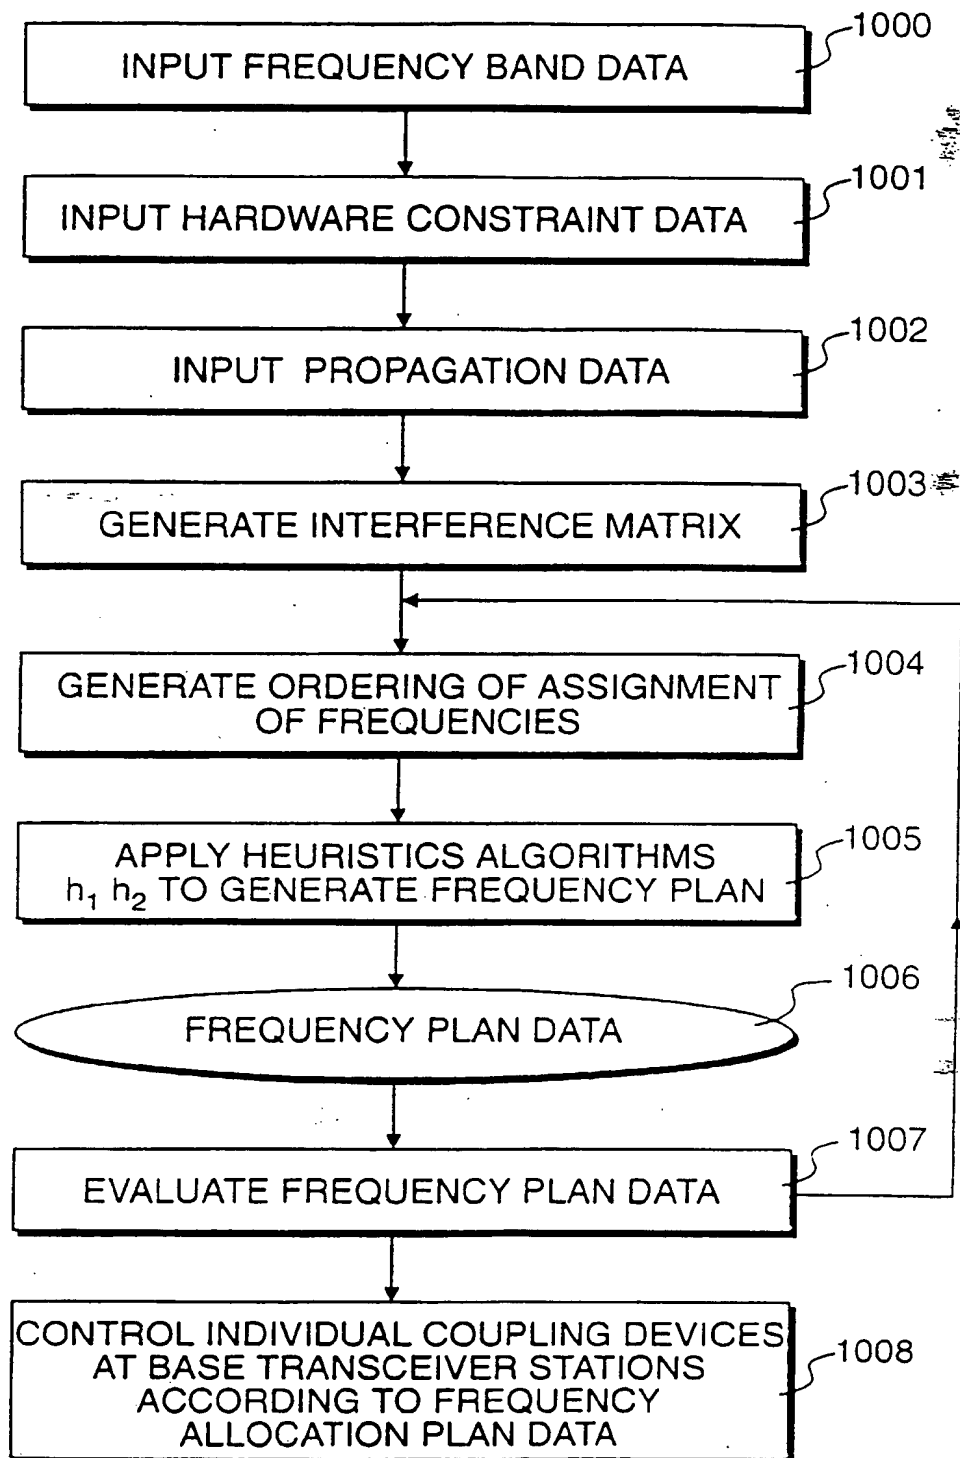 1000
INPUT FREQUENCY BAND DATA
1001
INPUT HARDWARE CONSTRAINT DATA
1002
INPUT PROPAGATION DATA
1003
GENERATE INTERFERENCE MATRIX
1004
GENERATE ORDERING OF ASSIGNMENT
OF FREQUENCIES
1005
APPLY HEURISTICS ALGORITHMS
h₁ h₂ TO GENERATE FREQUENCY PLAN
1006
FREQUENCY PLAN DATA
1007
EVALUATE FREQUENCY PLAN DATA
CONTROL INDIVIDUAL COUPLING DEVICES
AT BASE TRANSCEIVER STATIONS
1008
ACCORDING TO FREQUENCY
ALLOCATION PLAN DATA